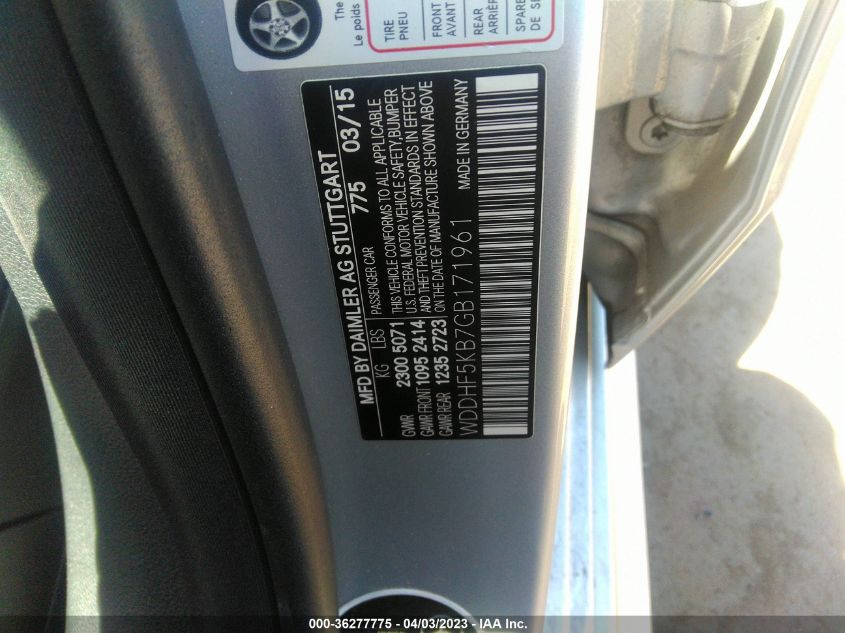 The
Le poids
TIRE
PNEU
FRONT
AVANT
REAR
ARRIÈR
SPARE
DE SE
MFD BY DAIMLER AG STUTTGART
775 03/15
KG LBS PASSENGER CAR
GVWR 2300 5071 THIS VEHICLE CONFORMS TO ALL APPLICABLE
U.S. FEDERAL MOTOR VEHICLE SAFETY,BUMPER
GAWR FRONT 1095 2414 AND THEFT PREVENTION STANDARDS IN EFFECT
GAWR REAR 1235 2723 ON THE DATE OF MANUFACTURE SHOWN ABOVE
WDDHF5KB7GB171961 MADE IN GERMANY
000-36277775 - 04/03/2023 - IAA Inc.